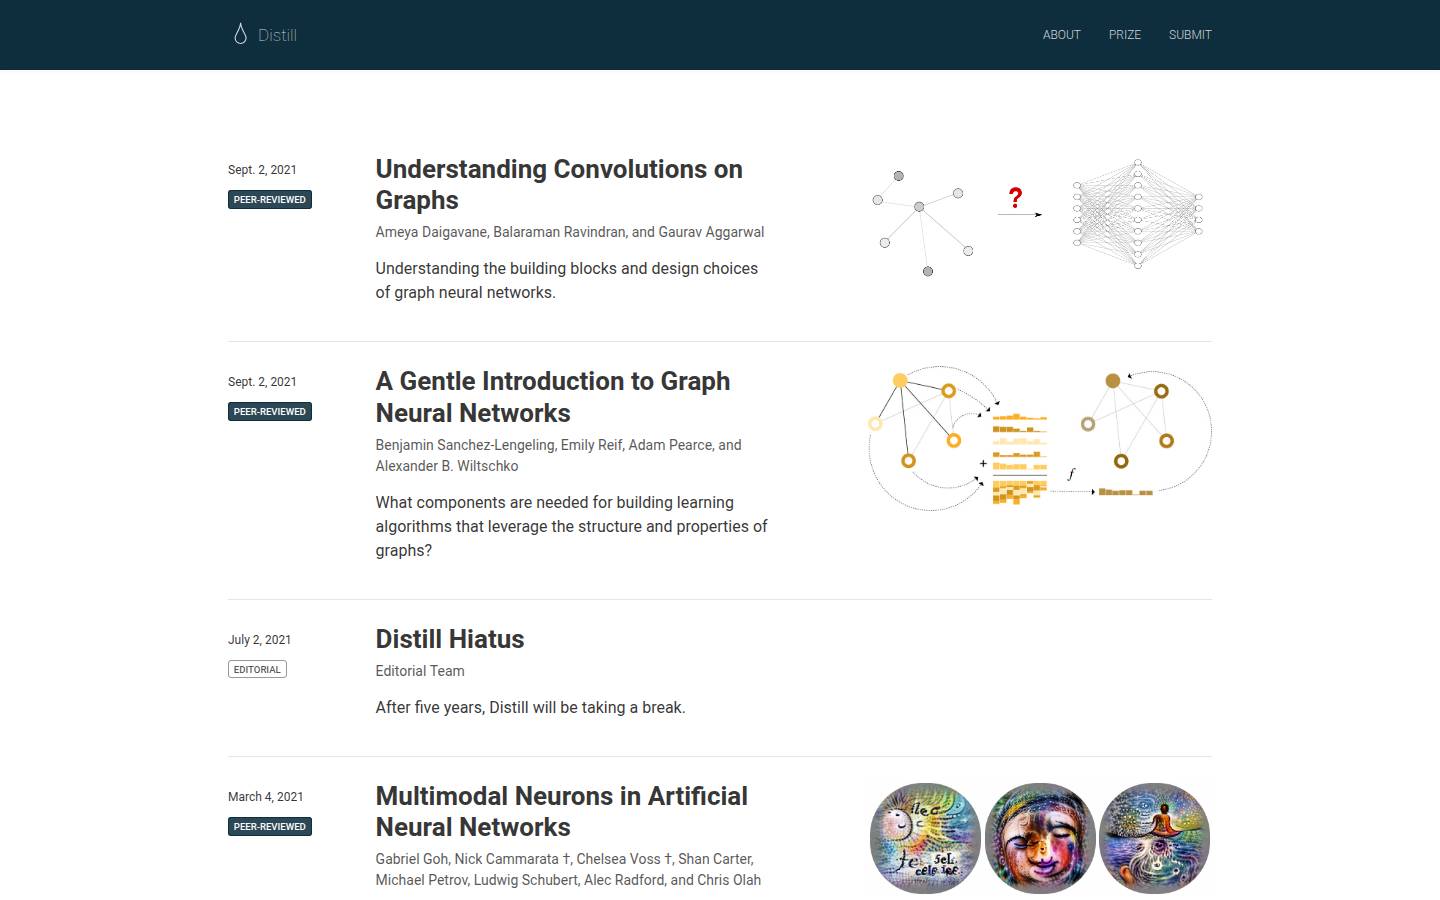 Distill
ABOUT PRIZE SUBMIT
Sept. 2, 2021
PEER-REVIEWED
Understanding Convolutions on
Graphs
Ameya Daigavane, Balaraman Ravindran, and Gaurav Aggarwal
Understanding the building blocks and design choices
of graph neural networks.
?
Sept. 2, 2021
PEER-REVIEWED
A Gentle Introduction to Graph
Neural Networks
Benjamin Sanchez-Lengeling, Emily Reif, Adam Pearce, and
Alexander B. Wiltschko
What components are needed for building learning
algorithms that leverage the structure and properties of
graphs?
+
f
July 2, 2021
EDITORIAL
Distill Hiatus
Editorial Team
After five years, Distill will be taking a break.
March 4, 2021
PEER-REVIEWED
Multimodal Neurons in Artificial
Neural Networks
Gabriel Goh, Nick Cammarata †, Chelsea Voss †, Shan Carter,
Michael Petrov, Ludwig Schubert, Alec Radford, and Chris Olah